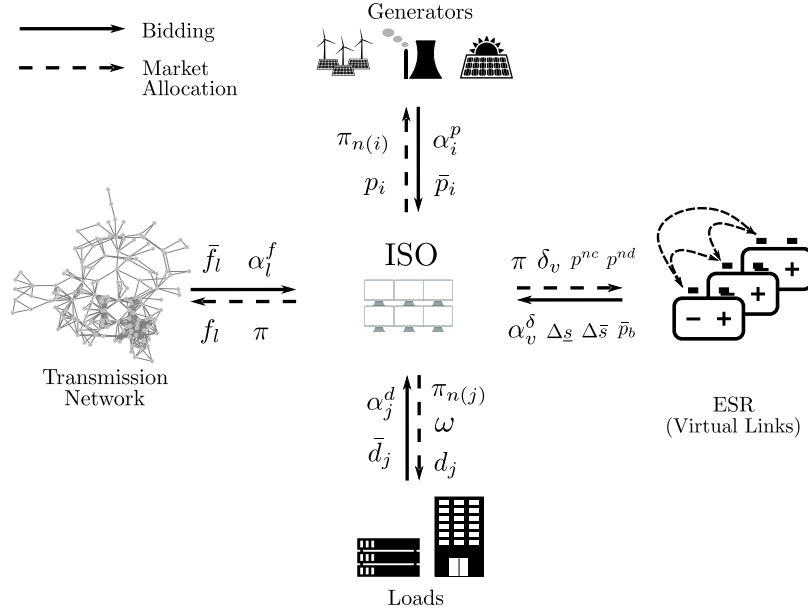 Generators
Bidding
Market
Allocation
π_{n(i)} α_i^p
p_i p̄_i
ISO
f̄_l α_l^f
f_l π
π δ_v p^{nc} p^{nd}
α_v^δ Δs̲ Δs̄ p̄_b
− +
+
+
Transmission
Network
ESR
(Virtual Links)
α_j^d π_{n(j)}
ω
d̄_j d_j
Loads